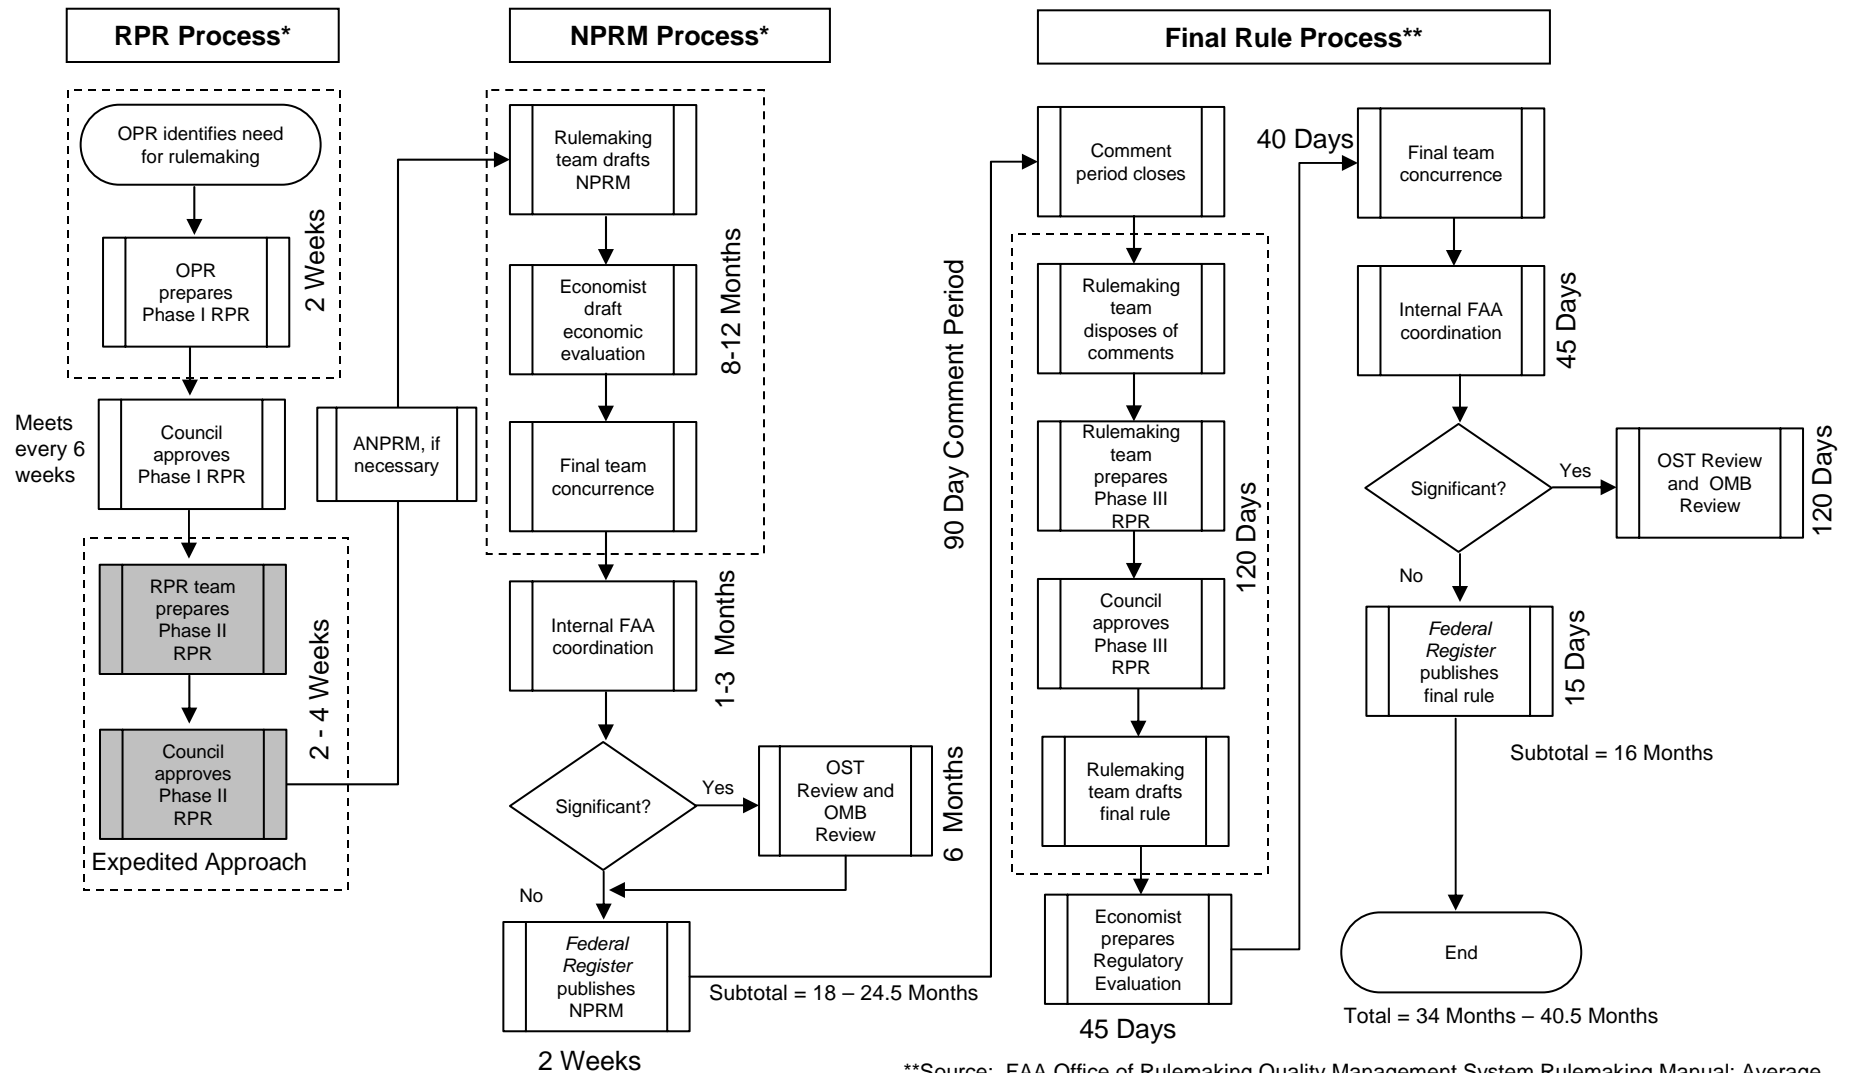 RPR Process*
OPR identifies need
for rulemaking
2 Weeks
OPR
prepares
Phase I RPR
Meets
every 6
weeks
Council
approves
Phase I RPR
RPR team
prepares
Phase II
RPR
2 - 4 Weeks
Council
approves
Phase II
RPR
Expedited Approach
ANPRM, if
necessary
NPRM Process*
Rulemaking
team drafts
NPRM
8-12 Months
Economist
draft
economic
evaluation
Final team
concurrence
Internal FAA
coordination
1-3 Months
Significant?
Yes
OST
Review and
OMB
Review
6 Months
No
Federal
Register
publishes
NPRM
2 Weeks
Subtotal = 18 – 24.5 Months
90 Day Comment Period
Final Rule Process**
Comment
period closes
Rulemaking
team
disposes of
comments
Rulemaking
team
prepares
Phase III
RPR
120 Days
Council
approves
Phase III
RPR
Rulemaking
team drafts
final rule
Economist
prepares
Regulatory
Evaluation
45 Days
40 Days
Final team
concurrence
Internal FAA
coordination
45 Days
Significant?
Yes
OST Review
and OMB
Review
120 Days
No
Federal
Register
publishes
final rule
15 Days
Subtotal = 16 Months
End
Total = 34 Months – 40.5 Months
**Source: FAA Office of Rulemaking Quality Management System Rulemaking Manual; Average